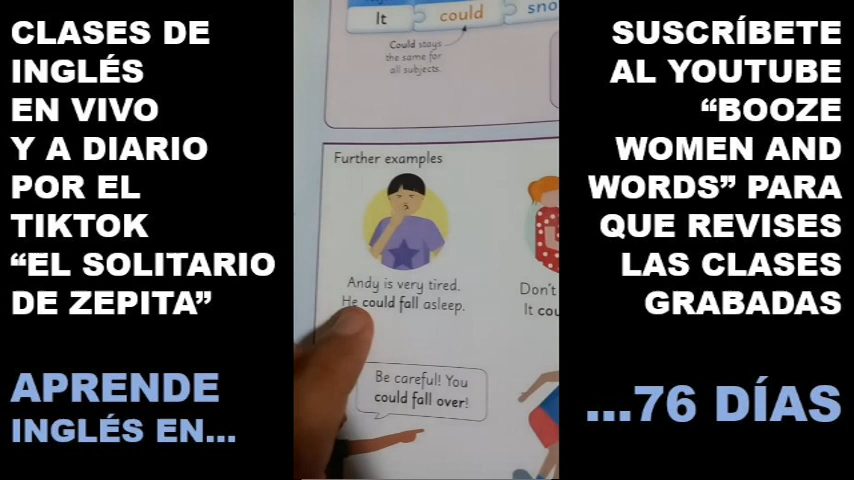 CLASES DE
INGLÉS
EN VIVO
Y A DIARIO
POR EL
TIKTOK
“EL SOLITARIO
DE ZEPITA”
APRENDE
INGLÉS EN...
It could sno
Could stays
the same for
all subjects.
Further examples
Andy is very tired.
He could fall asleep.
Don't
It cou
Be careful! You
could fall over!
SUSCRÍBETE
AL YOUTUBE
“BOOZE
WOMEN AND
WORDS” PARA
QUE REVISES
LAS CLASES
GRABADAS
...76 DÍAS